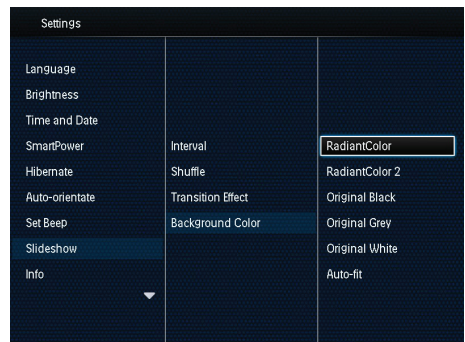 Settings
Language
Brightness
Time and Date
SmartPower
Hibernate
Auto-orientate
Set Beep
Slideshow
Info
Interval
Shuffle
Transition Effect
Background Color
RadiantColor
RadiantColor 2
Original Black
Original Grey
Original White
Auto-fit